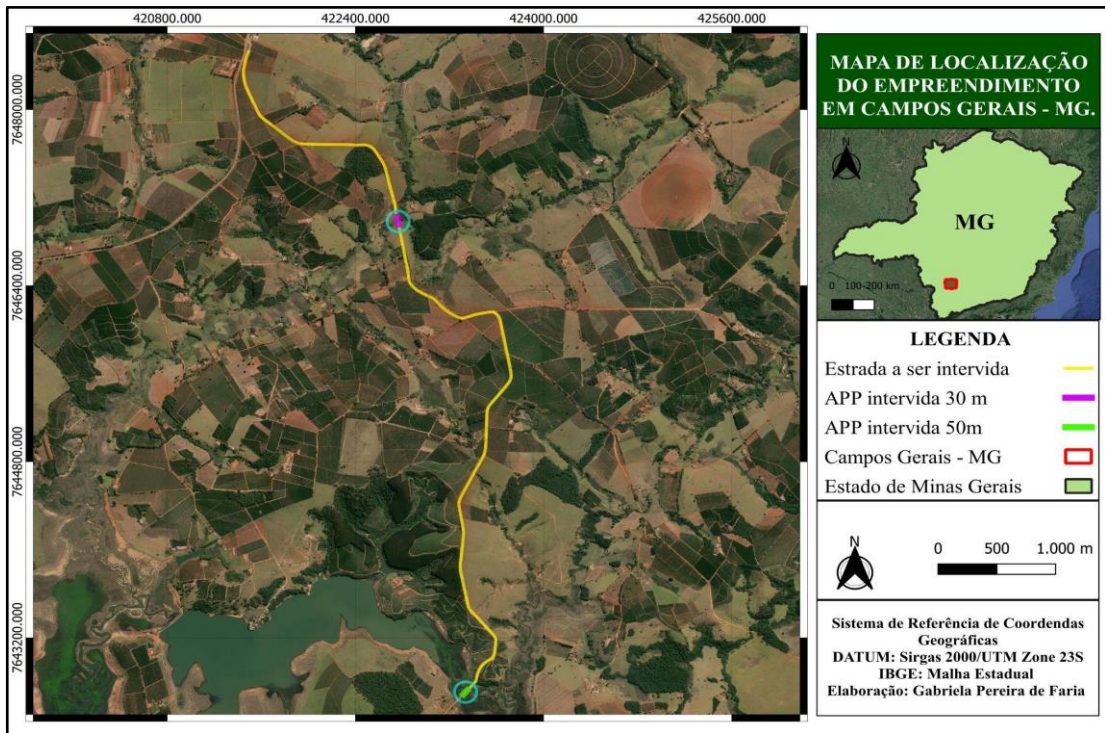 420800.000
422400.000
424000.000
425600.000
7648000.000
7646400.000
7644800.000
7643200.000
MAPA DE LOCALIZAÇÃO
DO EMPREENDIMENTO
EM CAMPOS GERAIS - MG.
N
MG
0 100-200 km
LEGENDA
Estrada a ser intervida
APP intervida 30 m
APP intervida 50m
Campos Gerais - MG
Estado de Minas Gerais
N
0 500 1.000 m
Sistema de Referência de Coordendas
Geográficas
DATUM: Sirgas 2000/UTM Zone 23S
IBGE: Malha Estadual
Elaboração: Gabriela Pereira de Faria